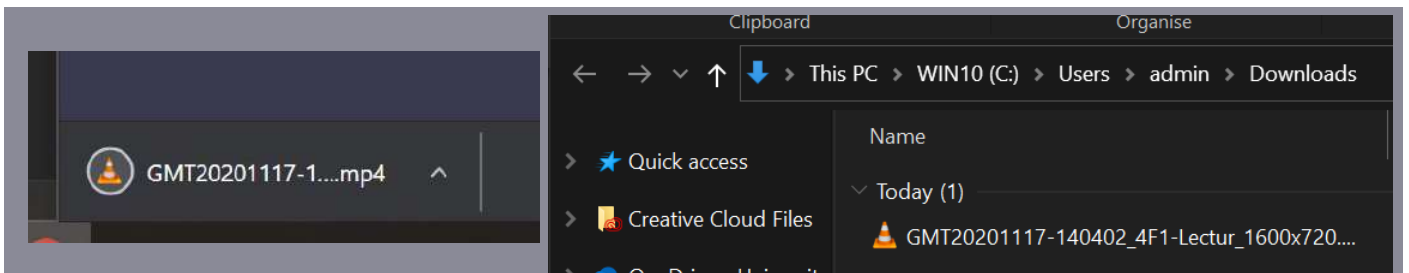 GMT20201117-1....mp4
Clipboard
Organise
This PC > WIN10 (C:) > Users > admin > Downloads
Name
Quick access
Today (1)
Creative Cloud Files
GMT20201117-140402_4F1-Lectur_1600x720....